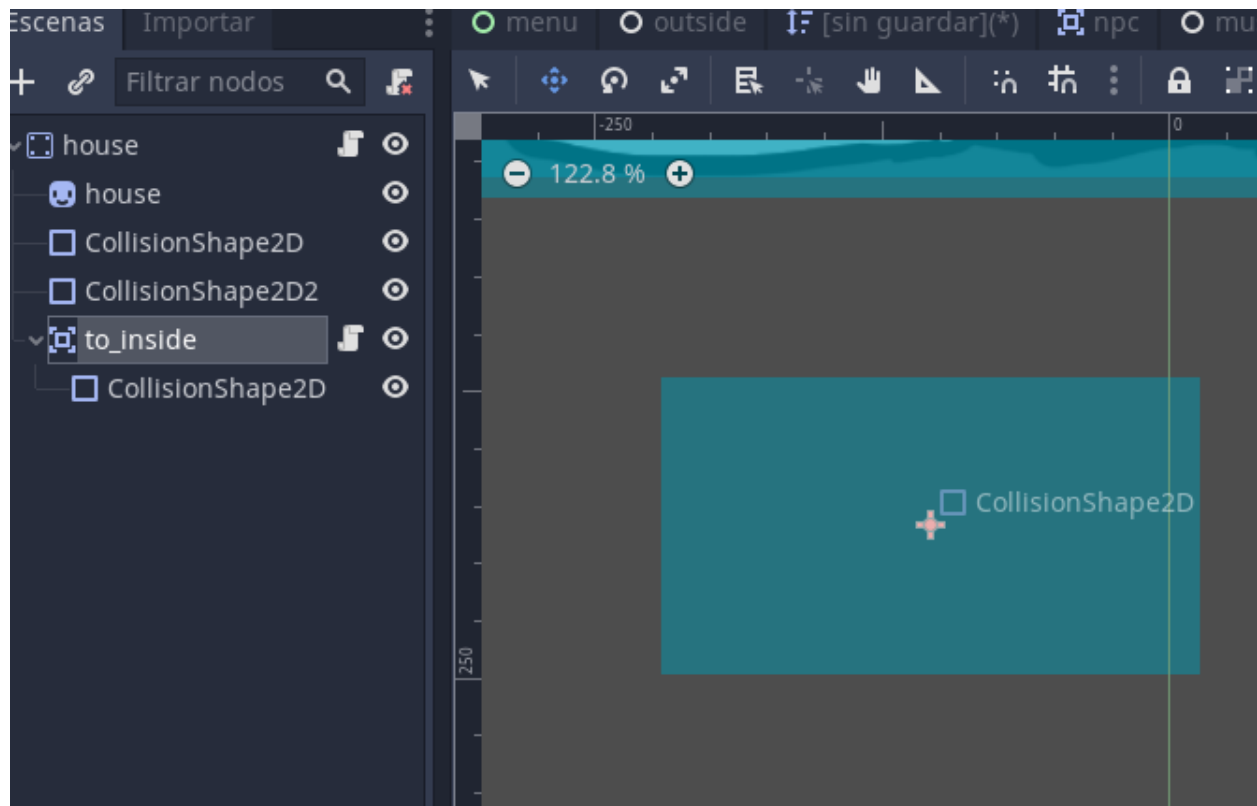 Escenas Importar
menu outside [sin guardar](*) npc mu
Filtrar nodos
-250 0
122.8 %
house
house
CollisionShape2D
CollisionShape2D2
to_inside
CollisionShape2D
CollisionShape2D
250